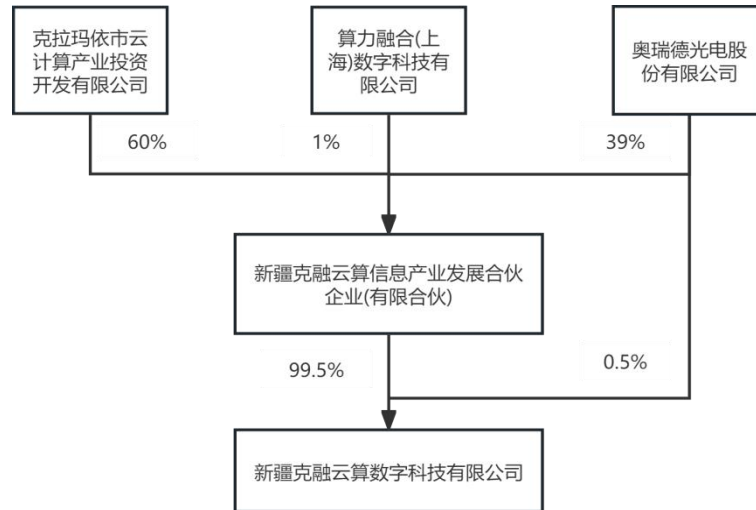 克拉玛依市云
计算产业投资
开发有限公司
算力融合(上
海)数字科技有
限公司
奥瑞德光电股
份有限公司
60%
1%
39%
新疆克融云算信息产业发展合伙
企业(有限合伙)
99.5%
0.5%
新疆克融云算数字科技有限公司